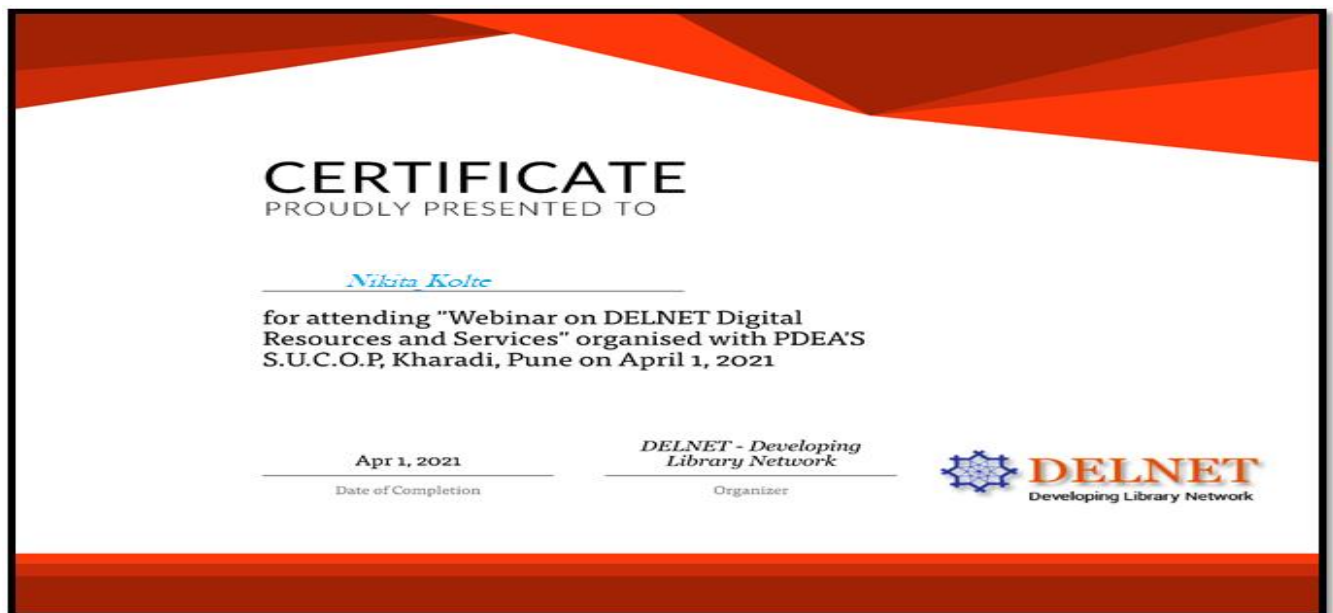 CERTIFICATE
PROUDLY PRESENTED TO
Nikita Kolte
for attending "Webinar on DELNET Digital
Resources and Services" organised with PDEA'S
S.U.C.O.P, Kharadi, Pune on April 1, 2021
Apr 1, 2021
Date of Completion
DELNET - Developing
Library Network
Organizer
DELNET
Developing Library Network